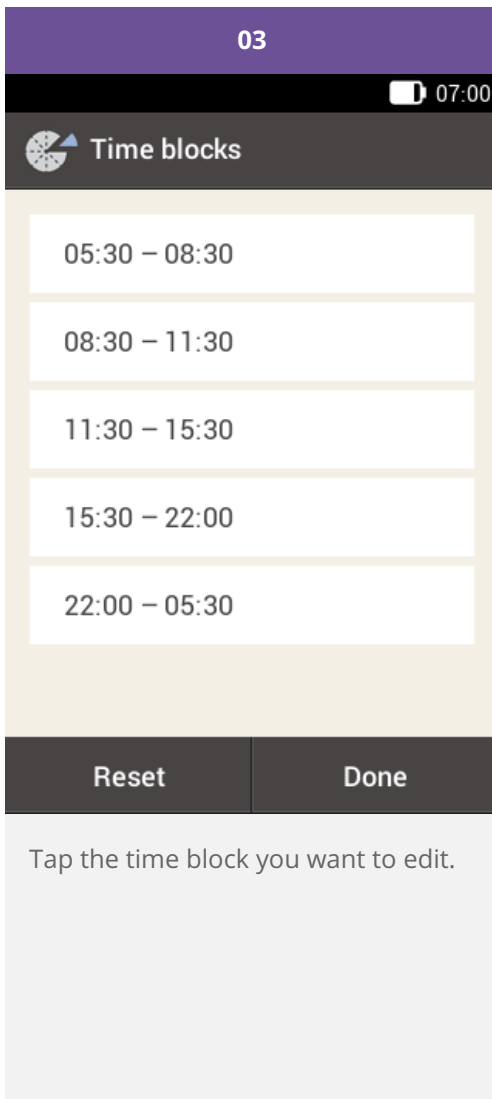 03
07:00
Time blocks
05:30 – 08:30
08:30 – 11:30
11:30 – 15:30
15:30 – 22:00
22:00 – 05:30
Reset Done
Tap the time block you want to edit.